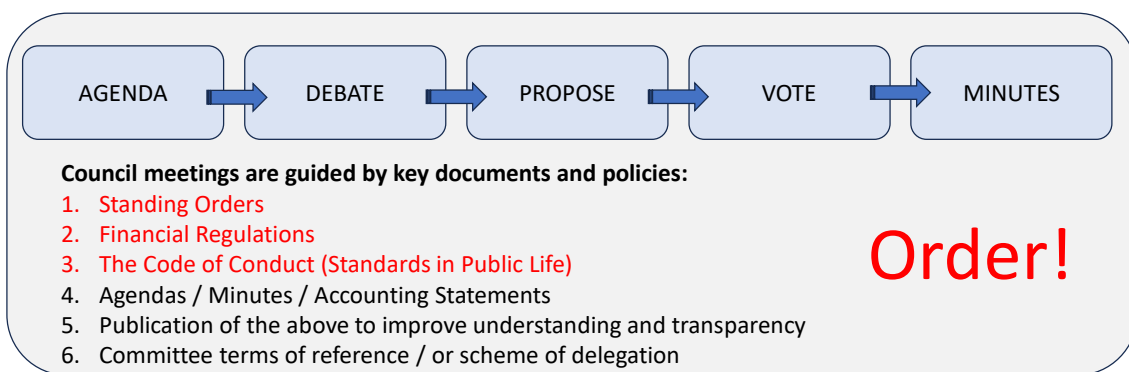 AGENDA
DEBATE
PROPOSE
VOTE
MINUTES
Council meetings are guided by key documents and policies:
1. Standing Orders
2. Financial Regulations
3. The Code of Conduct (Standards in Public Life)
4. Agendas / Minutes / Accounting Statements
5. Publication of the above to improve understanding and transparency
6. Committee terms of reference / or scheme of delegation
Order!